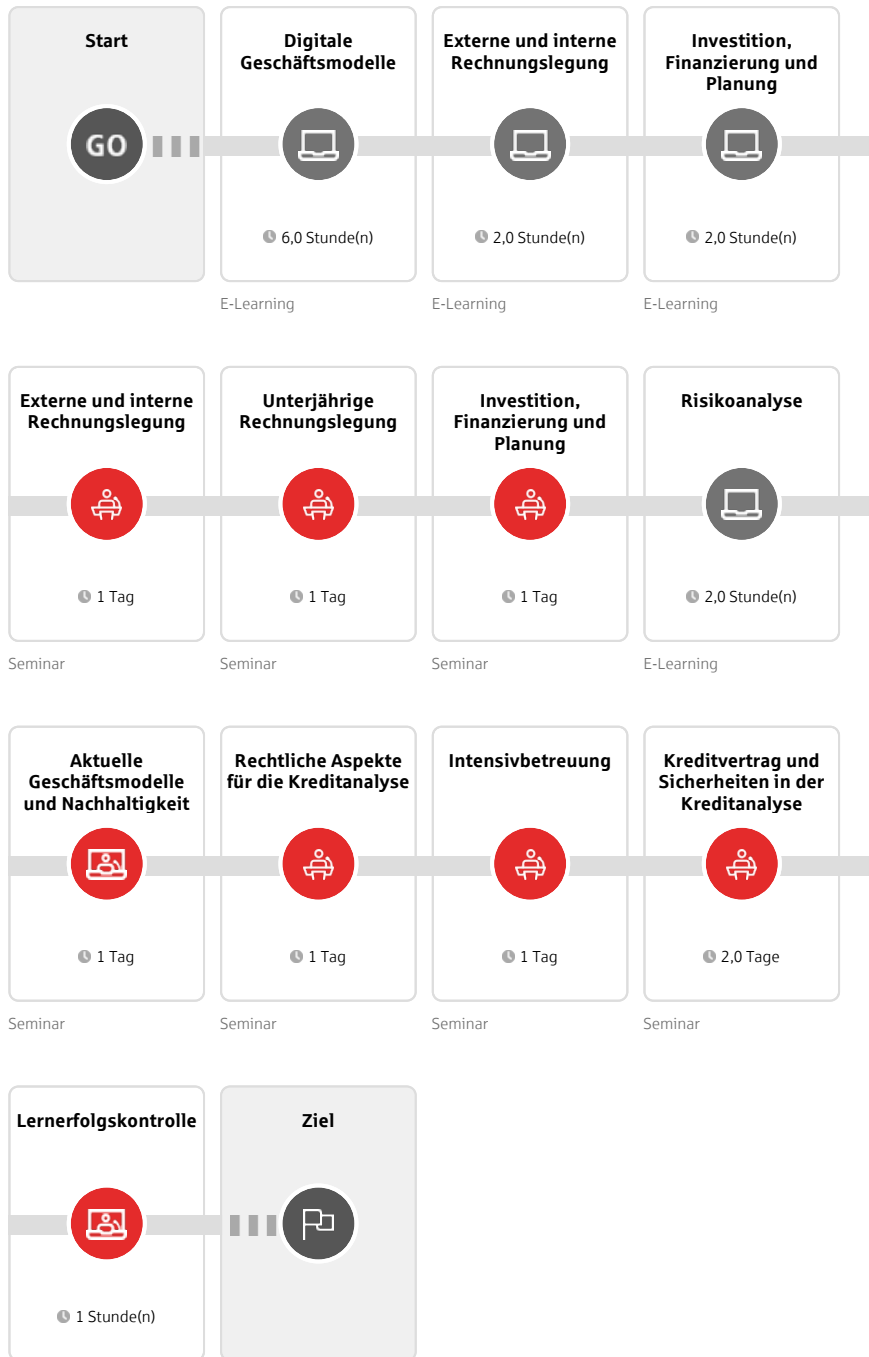 Start
Digitale
Geschäftsmodelle
Externe und interne
Rechnungslegung
Investition,
Finanzierung und
Planung
GO
6,0 Stunde(n)
2,0 Stunde(n)
2,0 Stunde(n)
E-Learning
E-Learning
E-Learning
Externe und interne
Rechnungslegung
Unterjährige
Rechnungslegung
Investition,
Finanzierung und
Planung
Risikoanalyse
1 Tag
1 Tag
1 Tag
2,0 Stunde(n)
Seminar
Seminar
Seminar
E-Learning
Aktuelle
Geschäftsmodelle
und Nachhaltigkeit
Rechtliche Aspekte
für die Kreditanalyse
Intensivbetreuung
Kreditvertrag und
Sicherheiten in der
Kreditanalyse
1 Tag
1 Tag
1 Tag
2,0 Tage
Seminar
Seminar
Seminar
Seminar
Lernerfolgskontrolle
Ziel
1 Stunde(n)